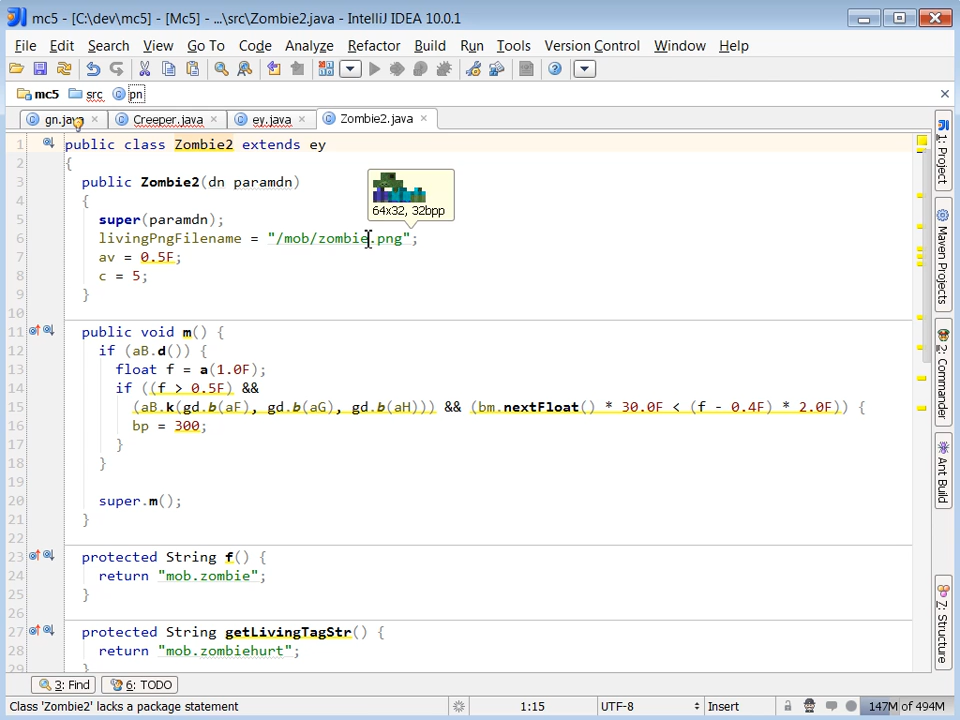 mc5 - [C:\dev\mc5] - [Mc5] - ...\src\Zombie2.java - IntelliJ IDEA 10.0.1
File Edit Search View Go To Code Analyze Refactor Build Run Tools Version Control Window Help
mc5 src pn
gn.java Creeper.java ey.java Zombie2.java
1 public class Zombie2 extends ey
2 {
3 public Zombie2(dn paramdn)
4 {
64x32, 32bpp
5 super(paramdn);
6 livingPngFilename = "/mob/zombie.png";
7 av = 0.5F;
8 c = 5;
9 }
10
11 public void m() {
12 if (aB.d()) {
13 float f = a(1.0F);
14 if ((f > 0.5F) &&
15 (aB.k(gd.b(aF), gd.b(aG), gd.b(aH))) && (bm.nextFloat() * 30.0F < (f - 0.4F) * 2.0F)) {
16 bp = 300;
17 }
18 }
19
20 super.m();
21 }
22
23 protected String f() {
24 return "mob.zombie";
25 }
26
27 protected String getLivingTagStr() {
28 return "mob.zombiehurt";
29 }
1: Project
Maven Projects
2: Commander
Ant Build
7: Structure
3: Find 6: TODO
Class 'Zombie2' lacks a package statement 1:15 UTF-8 Insert 147M of 494M